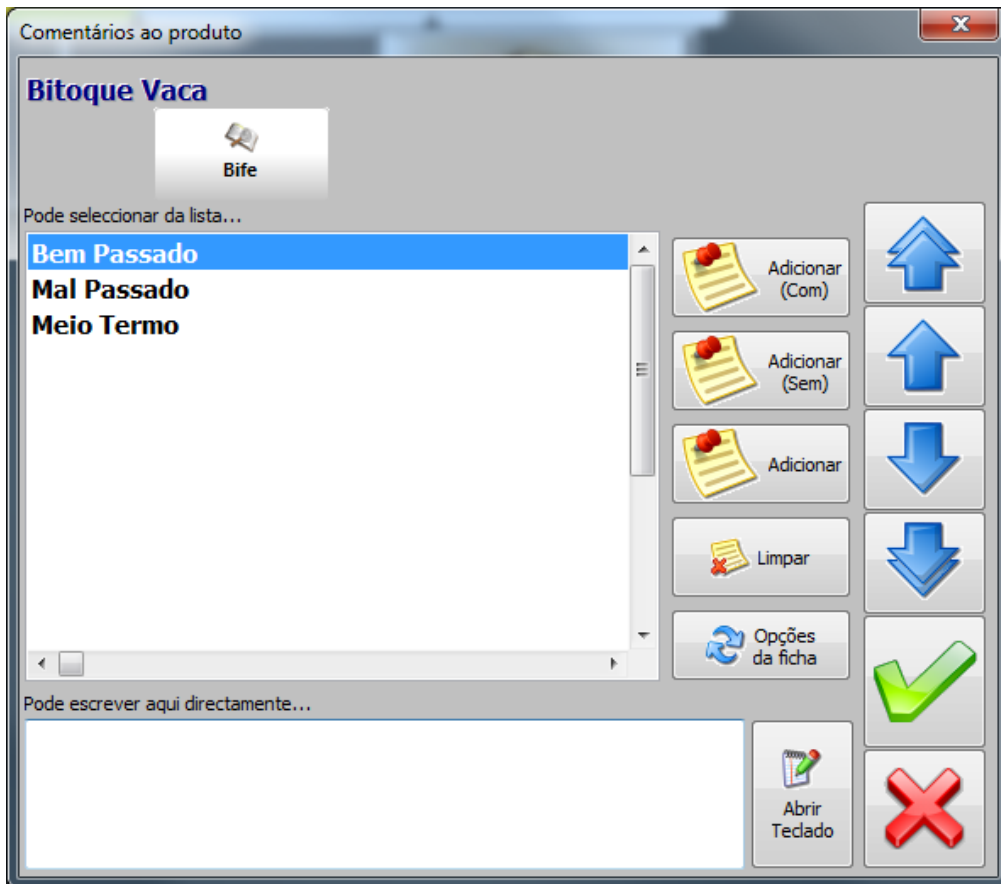 Comentários ao produto
Bitoque Vaca
Bife
Pode seleccionar da lista...
Bem Passado
Mal Passado
Meio Termo
Adicionar
(Com)
Adicionar
(Sem)
Adicionar
Limpar
Opções
da ficha
Pode escrever aqui directamente...
Abrir
Teclado